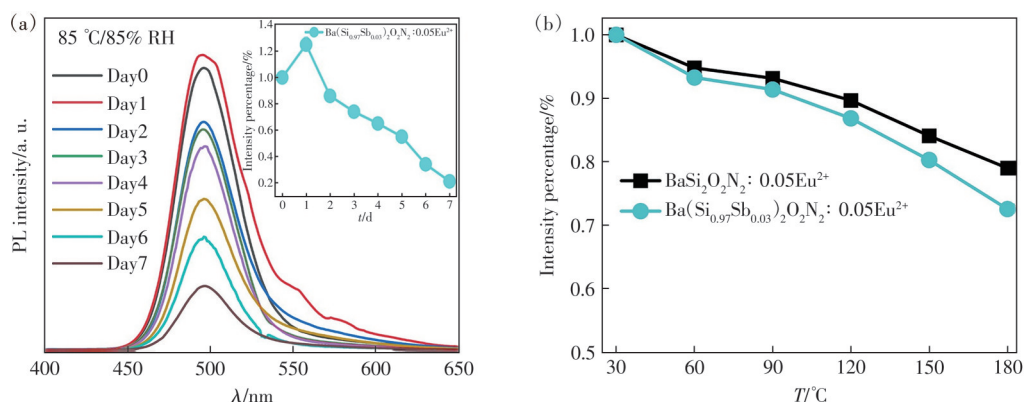 (a)
85 ℃/85% RH
Day0
Day1
Day2
Day3
Day4
Day5
Day6
Day7
PL intensity/a. u.
400 450 500 550 600 650
λ/nm
Ba(Si0.97Sb0.03)2O2N2:0.05Eu2+
Intensity percentage/%
1.4
1.2
1.0
0.8
0.6
0.4
0.2
0 1 2 3 4 5 6 7
t/d
(b)
Intensity percentage/%
1.0
0.9
0.8
0.7
0.6
0.5
BaSi2O2N2: 0.05Eu2+
Ba(Si0.97Sb0.03)2O2N2: 0.05Eu2+
30 60 90 120 150 180
T/℃